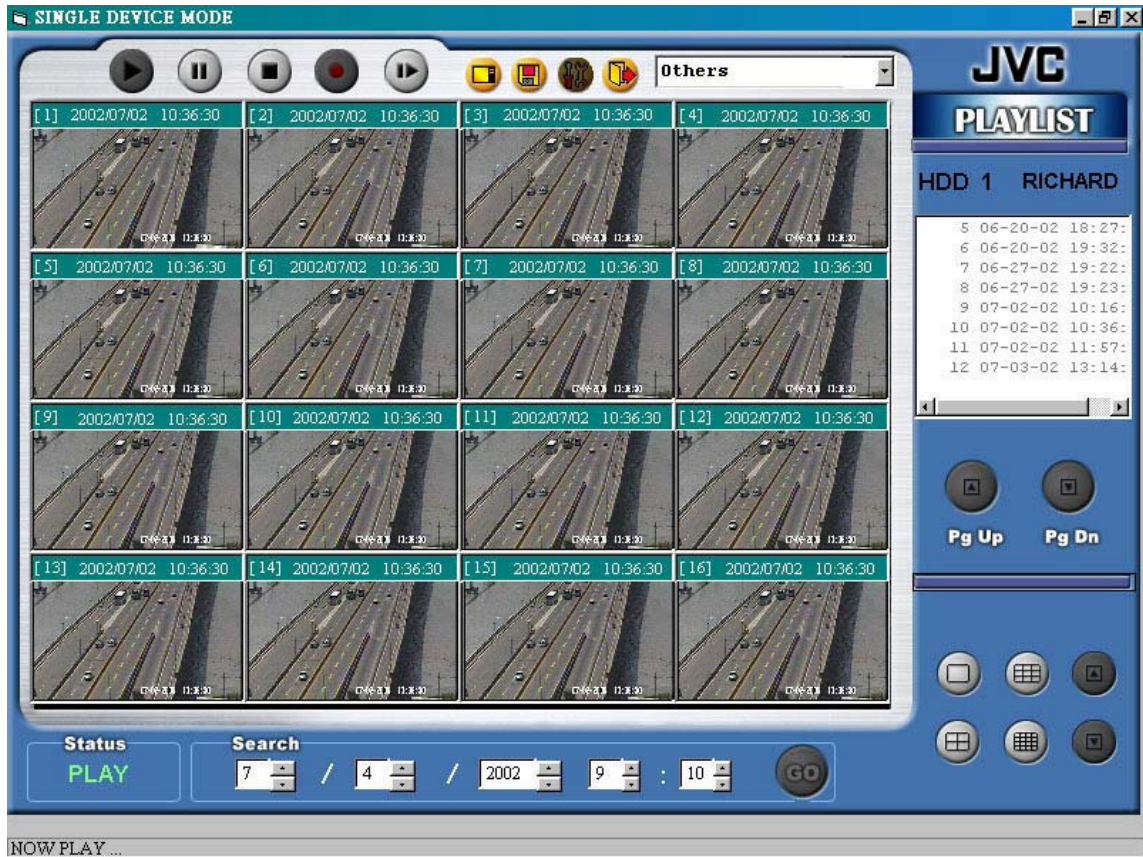 SINGLE DEVICE MODE
Others
JVC
PLAYLIST
HDD 1 RICHARD
[1] 2002/07/02 10:36:30
[2] 2002/07/02 10:36:30
[3] 2002/07/02 10:36:30
[4] 2002/07/02 10:36:30
[5] 2002/07/02 10:36:30
[6] 2002/07/02 10:36:30
[7] 2002/07/02 10:36:30
[8] 2002/07/02 10:36:30
[9] 2002/07/02 10:36:30
[10] 2002/07/02 10:36:30
[11] 2002/07/02 10:36:30
[12] 2002/07/02 10:36:30
[13] 2002/07/02 10:36:30
[14] 2002/07/02 10:36:30
[15] 2002/07/02 10:36:30
[16] 2002/07/02 10:36:30
5 06-20-02 18:27:
6 06-20-02 19:32:
7 06-27-02 19:22:
8 06-27-02 19:23:
9 07-02-02 10:16:
10 07-02-02 10:36:
11 07-02-02 11:57:
12 07-03-02 13:14:
Pg Up Pg Dn
Status
PLAY
Search
7 / 4 / 2002 9 : 10 GO
NOW PLAY ...